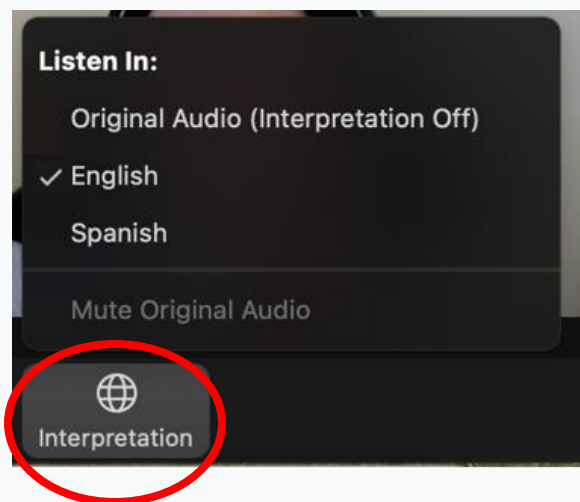 Listen In:
Original Audio (Interpretation Off)
✓ English
Spanish
Mute Original Audio
Interpretation